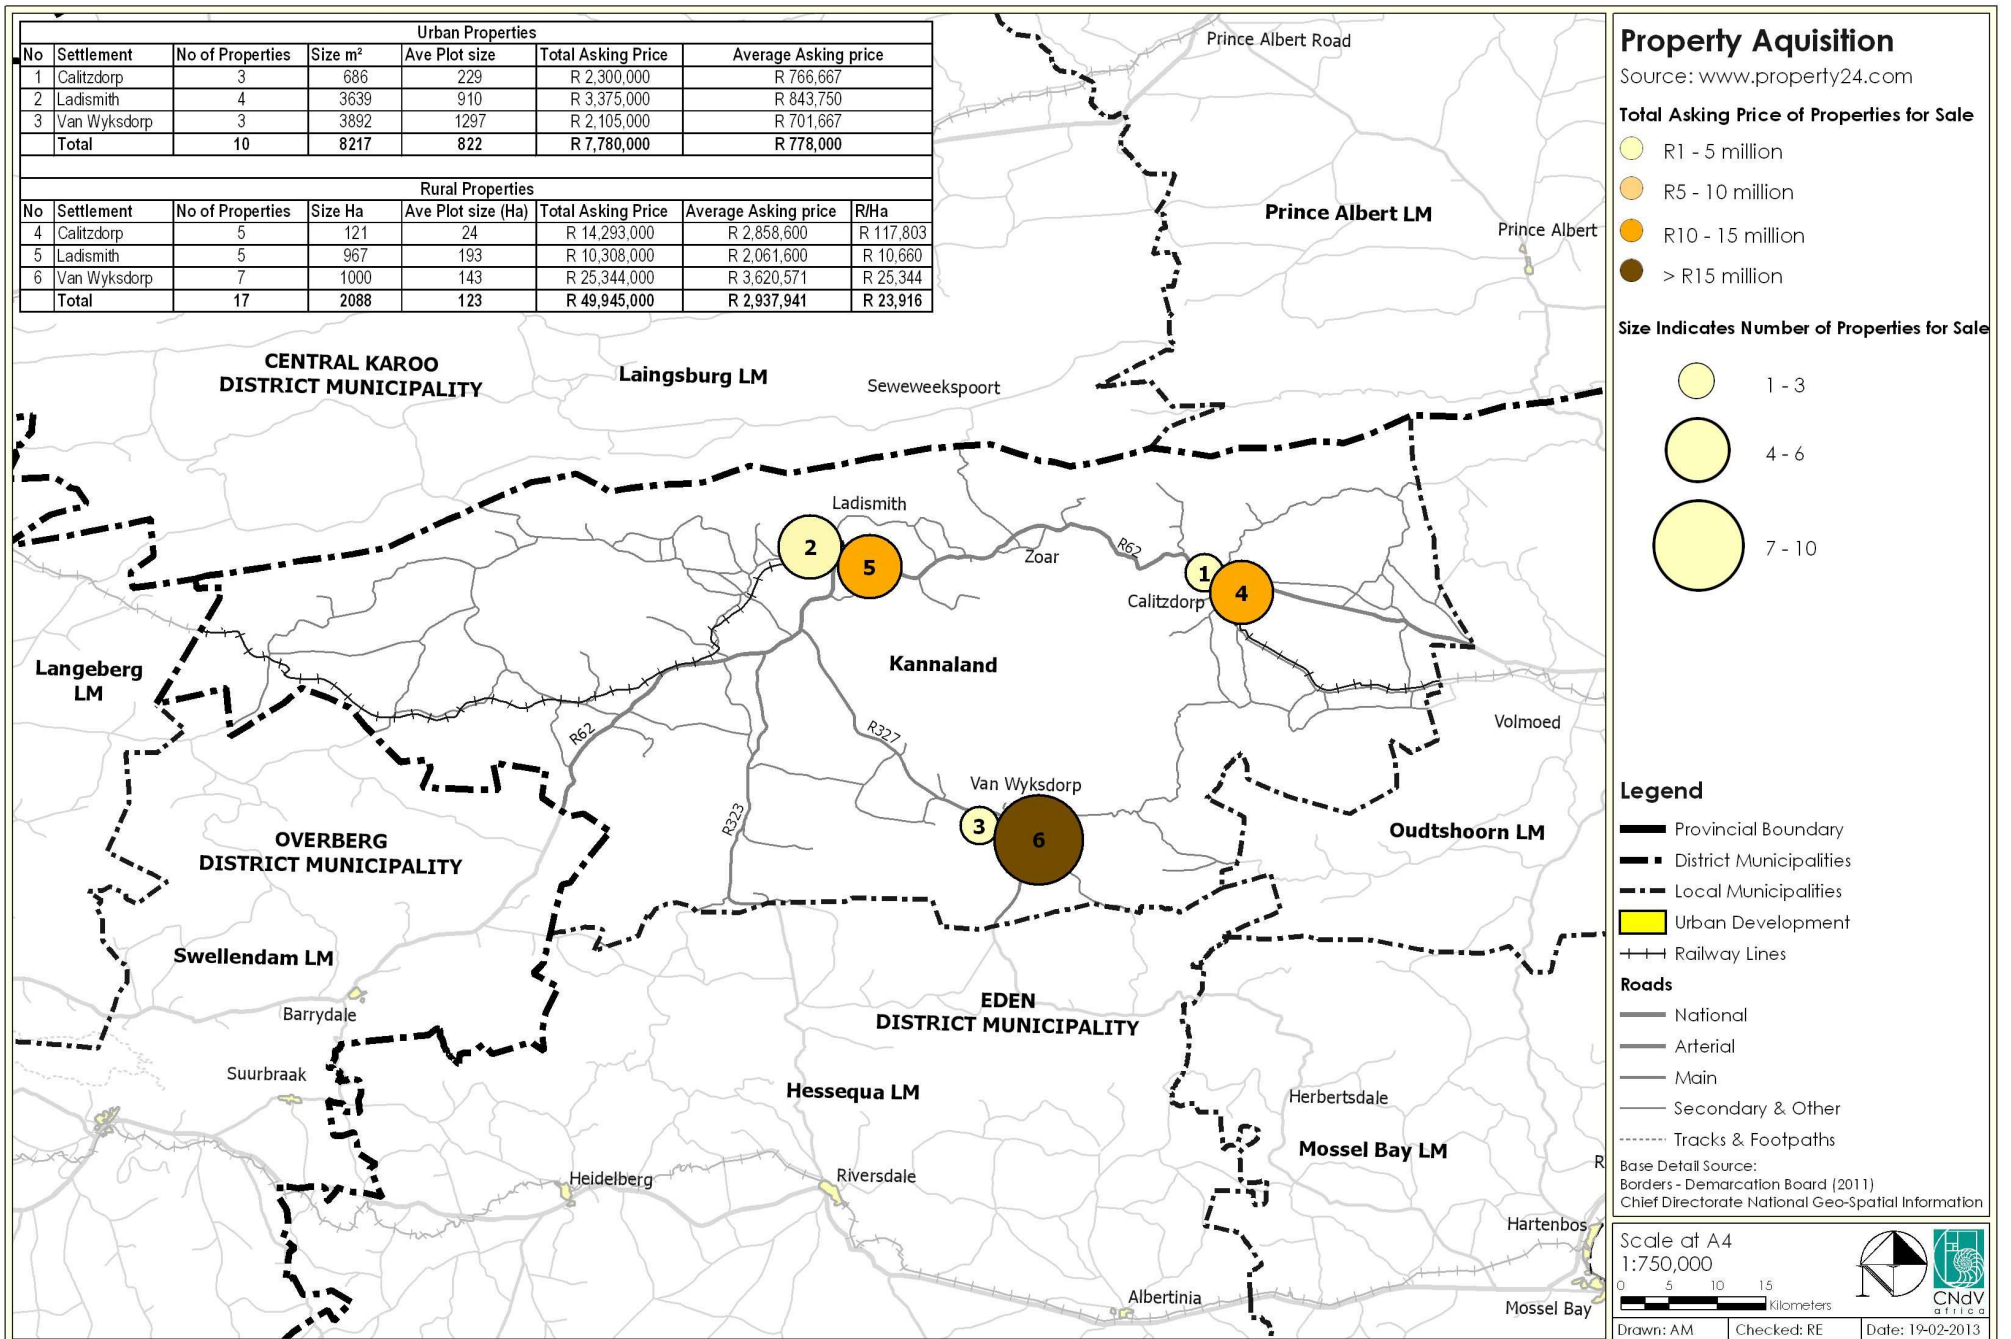 Urban Properties
No Settlement No of Properties Size m² Ave Plot size Total Asking Price Average Asking price
1 Calitzdorp 3 686 229 R 2,300,000 R 766,667
2 Ladismith 4 3639 910 R 3,375,000 R 843,750
3 Van Wyksdorp 3 3892 1297 R 2,105,000 R 701,667
Total 10 8217 822 R 7,780,000 R 778,000
Rural Properties
No Settlement No of Properties Size Ha Ave Plot size (Ha) Total Asking Price Average Asking price R/Ha
4 Calitzdorp 5 121 24 R 14,293,000 R 2,858,600 R 117,803
5 Ladismith 5 967 193 R 10,308,000 R 2,061,600 R 10,660
6 Van Wyksdorp 7 1000 143 R 25,344,000 R 3,620,571 R 25,344
Total 17 2088 123 R 49,945,000 R 2,937,941 R 23,916
Prince Albert Road
Prince Albert LM
Prince Albert
CENTRAL KAROO
DISTRICT MUNICIPALITY
Laingsburg LM
Seweweekspoort
Ladismith
2
5
Zoar
R62
1
4
Calitzdorp
Langeberg
LM
Kannaland
R62
R327
Volmoed
Van Wyksdorp
3
6
R323
OVERBERG
DISTRICT MUNICIPALITY
Oudtshoorn LM
Swellendam LM
Barrydale
EDEN
DISTRICT MUNICIPALITY
Suurbraak
Hessequa LM
Herbertsdale
Mossel Bay LM
R
Heidelberg
Riversdale
Hartenbos
Albertinia
Mossel Bay
Property Aquisition
Source: www.property24.com
Total Asking Price of Properties for Sale
R1 - 5 million
R5 - 10 million
R10 - 15 million
> R15 million
Size Indicates Number of Properties for Sale
1 - 3
4 - 6
7 - 10
Legend
Provincial Boundary
District Municipalities
Local Municipalities
Urban Development
Railway Lines
Roads
National
Arterial
Main
Secondary & Other
Tracks & Footpaths
Base Detail Source:
Borders - Demarcation Board (2011)
Chief Directorate National Geo-Spatial Information
Scale at A4
1:750,000
0 5 10 15
Kilometers
N
CNdV
africa
Drawn: AM Checked: RE Date: 19-02-2013